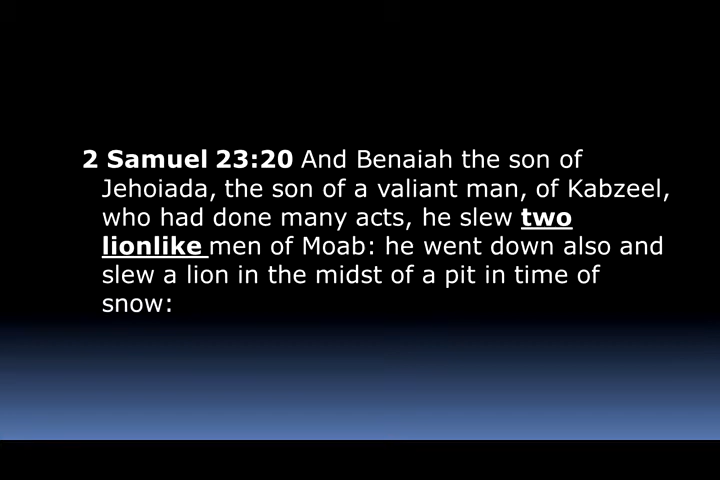 2 Samuel 23:20 And Benaiah the son of
Jehoiada, the son of a valiant man, of Kabzeel,
who had done many acts, he slew two
lionlike men of Moab: he went down also and
slew a lion in the midst of a pit in time of
snow: